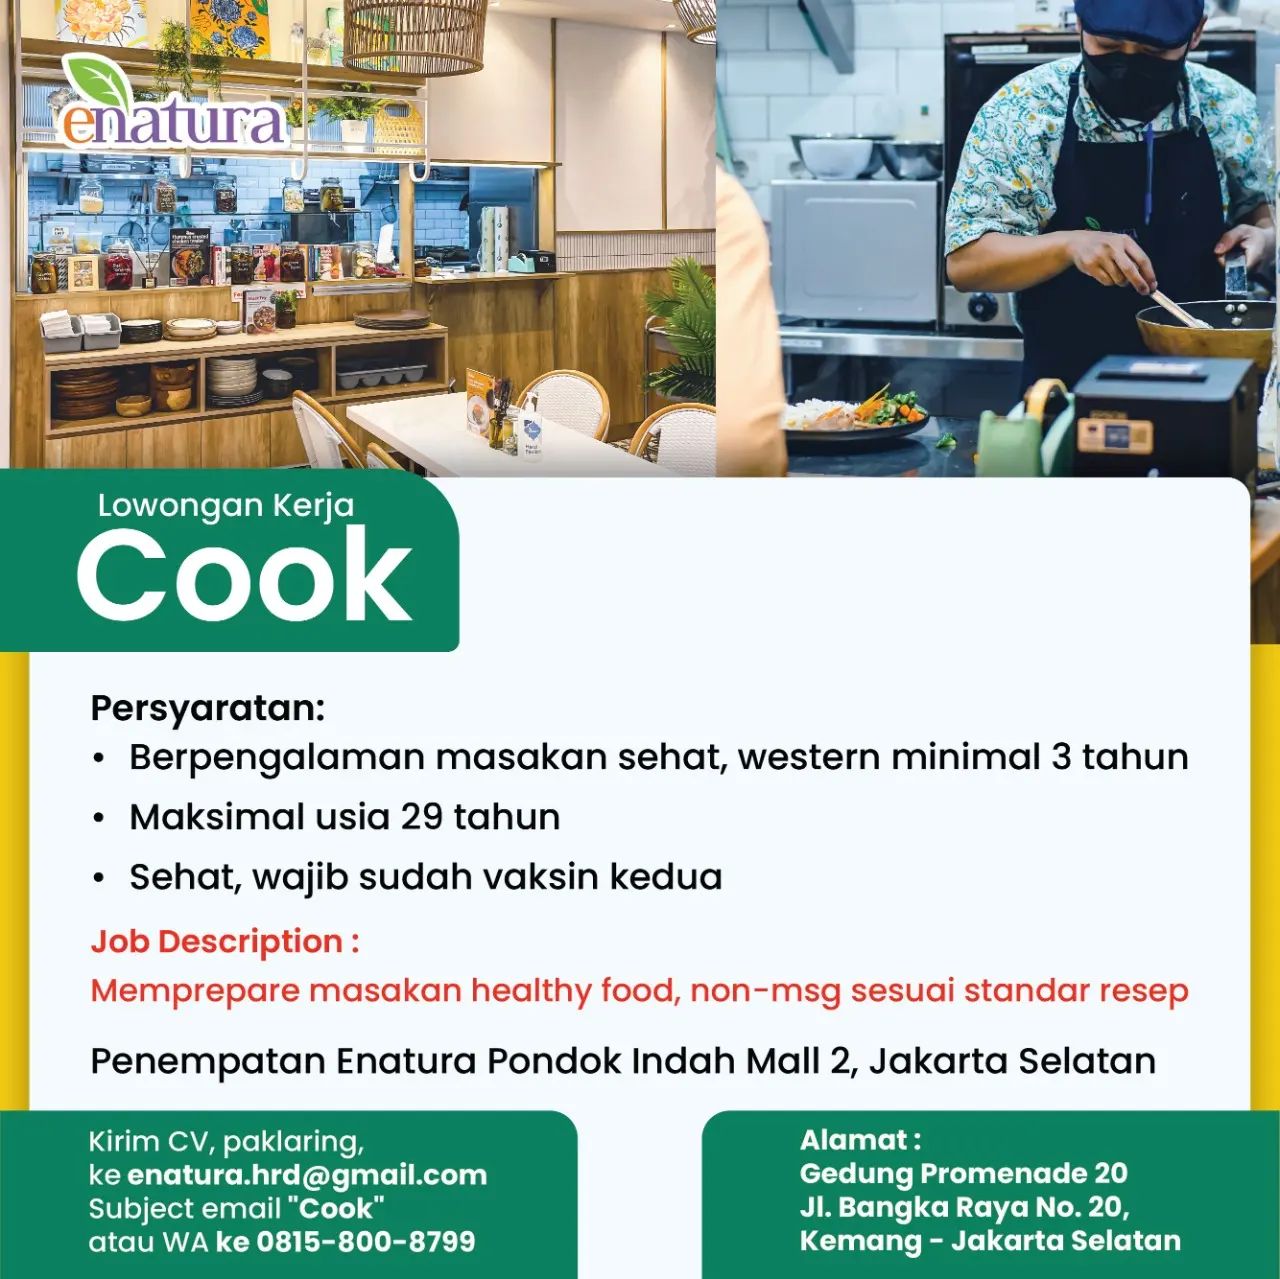 enatura
Lowongan Kerja
Cook
Persyaratan:
• Berpengalaman masakan sehat, western minimal 3 tahun
• Maksimal usia 29 tahun
• Sehat, wajib sudah vaksin kedua
Job Description :
Memprepare masakan healthy food, non-msg sesuai standar resep
Penempatan Enatura Pondok Indah Mall 2, Jakarta Selatan
Kirim CV, paklaring,
ke enatura.hrd@gmail.com
Subject email "Cook"
atau WA ke 0815-800-8799
Alamat :
Gedung Promenade 20
Jl. Bangka Raya No. 20,
Kemang - Jakarta Selatan